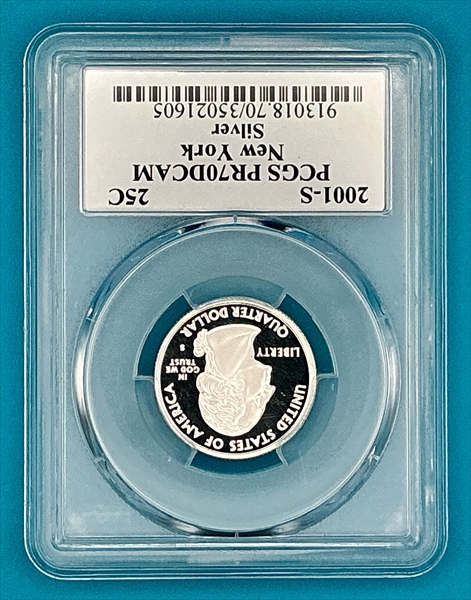 2001-S 25C
PCGS PR70DCAM
New York
Silver
913018.70/35021605
UNITED STATES OF AMERICA
LIBERTY
IN
GOD WE
TRUST
S
QUARTER DOLLAR